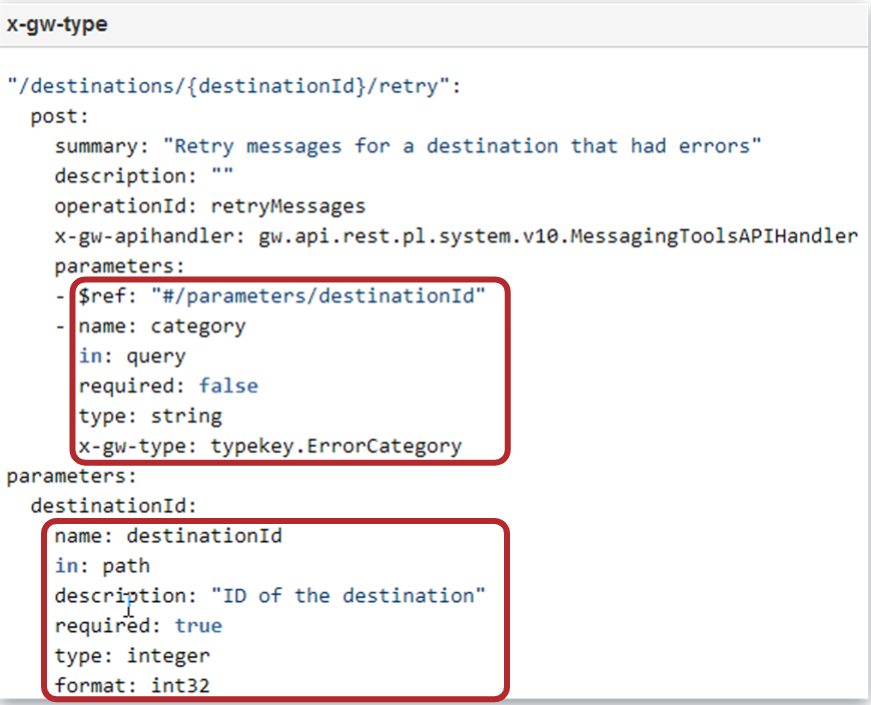 x-gw-type
"/destinations/{destinationId}/retry":
  post:
    summary: "Retry messages for a destination that had errors"
    description: ""
    operationId: retryMessages
    x-gw-apihandler: gw.api.rest.pl.system.v10.MessagingToolsAPIHandler
    parameters:
    - $ref: "#/parameters/destinationId"
    - name: category
      in: query
      required: false
      type: string
      x-gw-type: typekey.ErrorCategory
parameters:
  destinationId:
    name: destinationId
    in: path
    description: "ID of the destination"
    required: true
    type: integer
    format: int32